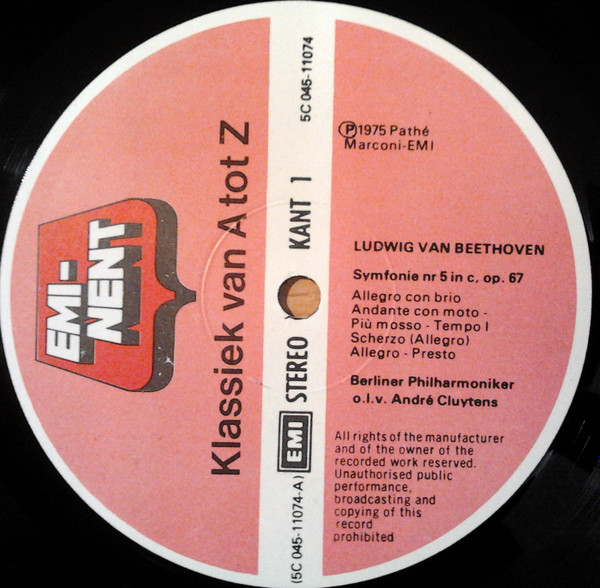 EMI-
NENT
Klassiek van A tot Z
(5C 045-11074-A) EMI STEREO KANT 1 5C 045-11074
Ⓟ1975 Pathé
Marconi-EMI
LUDWIG VAN BEETHOVEN
Symfonie nr 5 in c, op. 67
Allegro con brio
Andante con moto -
Più mosso - Tempo I
Scherzo (Allegro)
Allegro - Presto
Berliner Philharmoniker
o.l.v. André Cluytens
All rights of the manufacturer
and of the owner of the
recorded work reserved.
Unauthorised public
performance,
broadcasting and
copying of this
record
prohibited